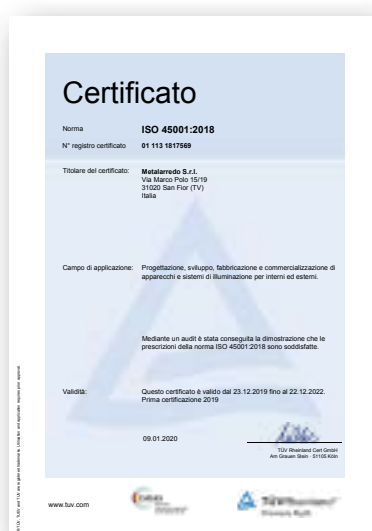 Certificato
Norma ISO 45001:2018
N° registro certificato 01 113 1817569
Titolare del certificato: Metalarredo S.r.l.
Via Marco Polo 15/19
31020 San Fior (TV)
Italia
Campo di applicazione: Progettazione, sviluppo, fabbricazione e commercializzazione di
apparecchi e sistemi di illuminazione per interni ed esterni.
Mediante un audit è stata conseguita la dimostrazione che le
prescrizioni della norma ISO 45001:2018 sono soddisfatte.
Validità: Questo certificato è valido dal 23.12.2019 fino al 22.12.2022.
Prima certificazione 2019
09.01.2020
TÜV Rheinland Cert GmbH
Am Grauen Stein · 51105 Köln
www.tuv.com
TÜVRheinland